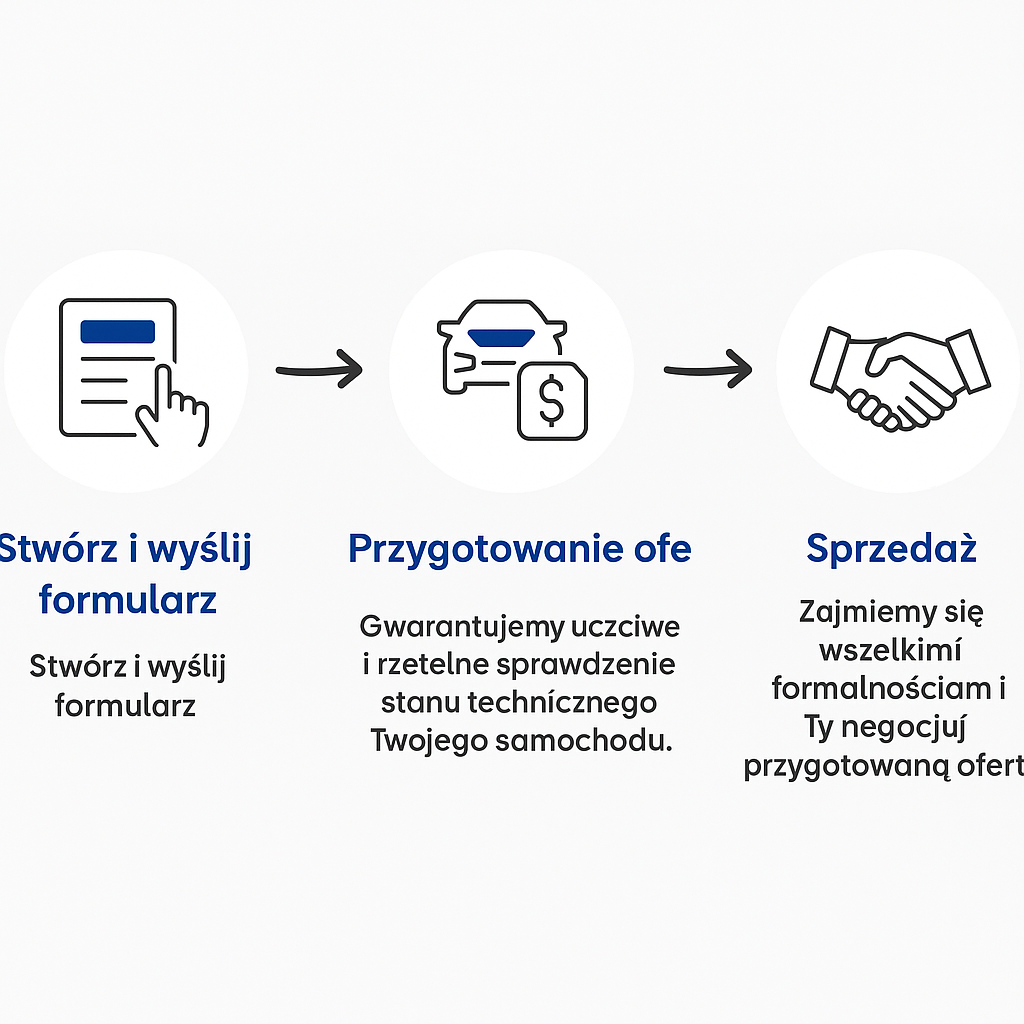 Stwórz i wyślij
formularz
Stwórz i wyślij
formularz
Przygotowanie ofe
Gwarantujemy uczciwe
i rzetelne sprawdzenie
stanu technícznego
Twojego samochodu.
Sprzedaż
Zajmiemy się
wszelkimí
formalnościam i
Ty negocjuj
przygotowaną ofert
$